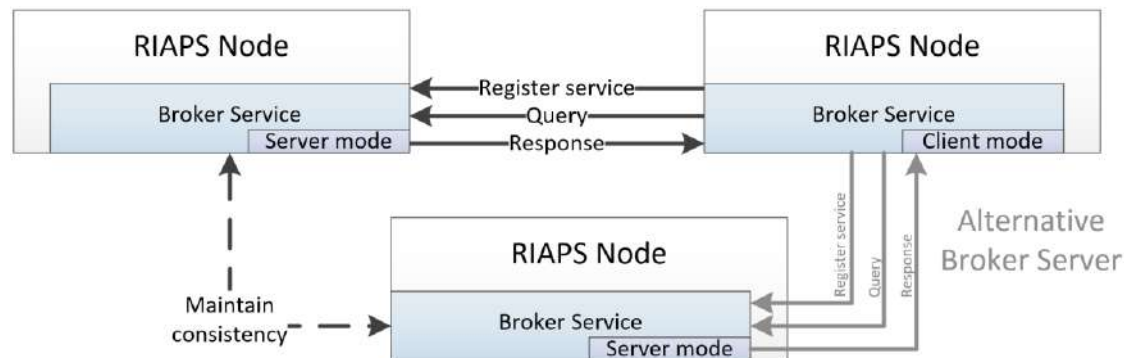 RIAPS Node
Broker Service
Server mode
Register service
Query
Response
RIAPS Node
Broker Service
Client mode
Register service
Query
Response
Alternative
Broker Server
Maintain
consistency
RIAPS Node
Broker Service
Server mode